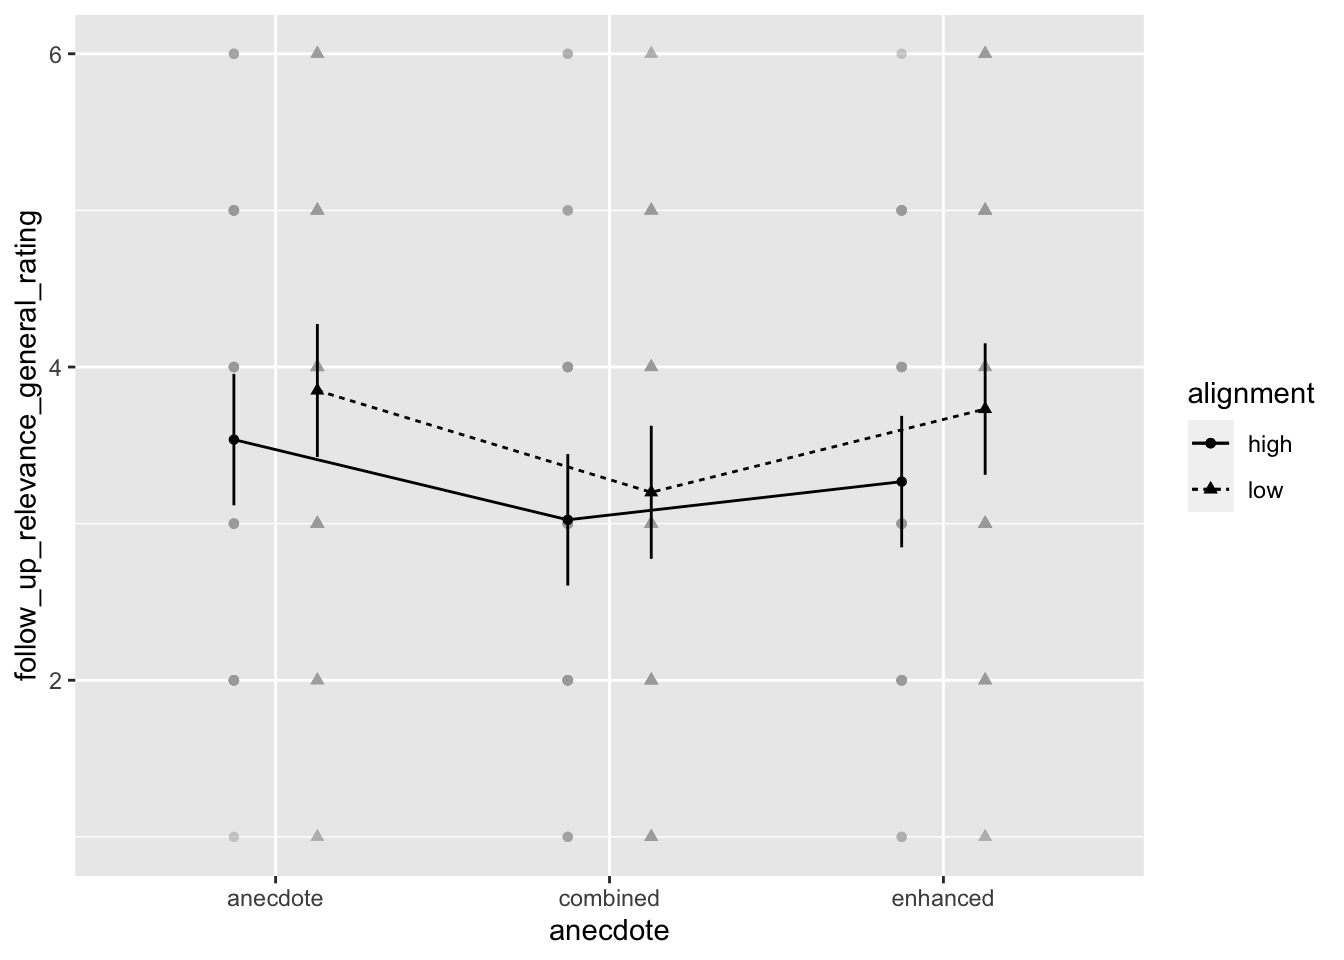 follow_up_relevance_general_rating
6
4
2
anecdote
combined
enhanced
anecdote
alignment
high
low